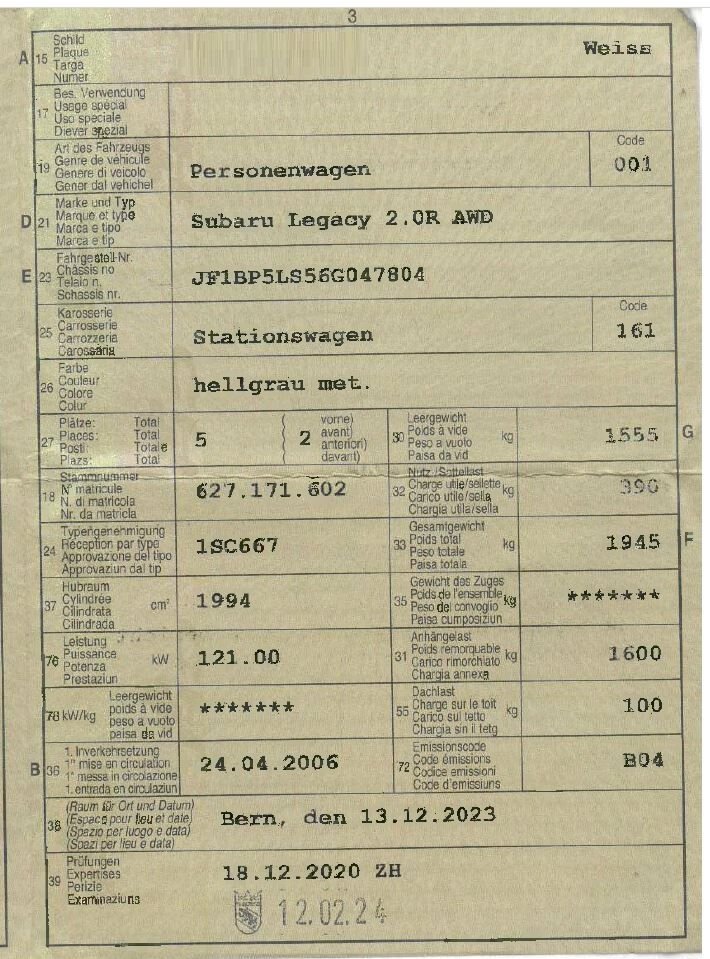 3
A 15 Schild
Plaque
Targa
Numer
Weiss
17 Bes. Verwendung
Usage spécial
Uso speciale
Diever spezial
19 Art des Fahrzeugs
Genre de véhicule
Genere di veicolo
Gener dal vehichel
Personenwagen
Code
001
D 21 Marke und Typ
Marque et type
Marca e tipo
Marca e tip
Subaru Legacy 2.0R AWD
E 23 Fahrgestell-Nr.
Châssis no
Telaio n.
Schassis nr.
JF1BP5LS56G047804
25 Karosserie
Carrosserie
Carrozzeria
Carossaria
Stationswagen
Code
161
26 Farbe
Couleur
Colore
Colur
hellgrau met.
27 Plätze: Total
Places: Total
Posti: Totale
Plazs: Total
5
( 2 vorne)
avant)
anteriori)
davant)
30 Leergewicht
Poids à vide
Peso a vuoto
Paisa da vid
kg
1555 G
18 Stammnummer
N° matricule
N. di matricola
Nr. da matricla
627.171.602
32 Nutz-/Sattellast
Charge utile/sellette
Carico utile/sella
Chargia utila/sella
kg
390
24 Typengenehmigung
Réception par type
Approvazione del tipo
Approvaziun dal tip
1SC667
33 Gesamtgewicht
Poids total
Peso totale
Paisa totala
kg
1945 F
37 Hubraum
Cylindrée
Cilindrata
Cilindrada
cm³
1994
35 Gewicht des Zuges
Poids de l'ensemble
Peso del convoglio
Paisa cumposiziun
kg
*******
76 Leistung
Puissance
Potenza
Prestaziun
kW
121.00
31 Anhängelast
Poids remorquable
Carico rimorchiato
Chargia annexa
kg
1600
78 kW/kg
Leergewicht
poids à vide
peso a vuoto
paisa da vid
*******
55 Dachlast
Charge sur le toit
Carico sul tetto
Chargia sin il tetg
kg
100
B 36 1. Inverkehrsetzung
1re mise en circulation
1a messa in circolazione
1. entrada en circulaziun
24.04.2006
72 Emissionscode
Code émissions
Codice emissioni
Code d'emissiuns
B04
38 (Raum für Ort und Datum)
(Espace pour lieu et date)
(Spazio per luogo e data)
(Spazi per lieu e data)
Bern, den 13.12.2023
39 Prüfungen
Expertises
Perizie
Examinaziuns
18.12.2020 ZH
12.02.24